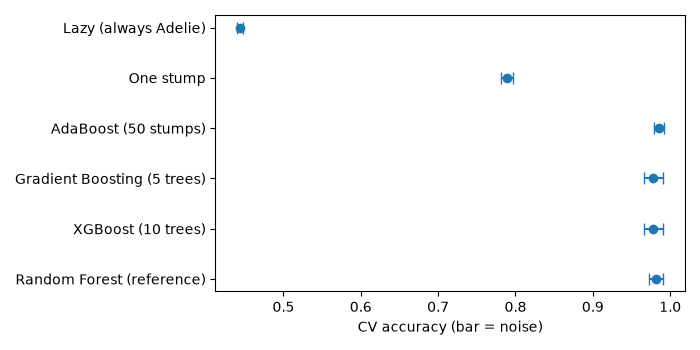 Lazy (always Adelie)
One stump
AdaBoost (50 stumps)
Gradient Boosting (5 trees)
XGBoost (10 trees)
Random Forest (reference)
0.5 0.6 0.7 0.8 0.9 1.0
CV accuracy (bar = noise)